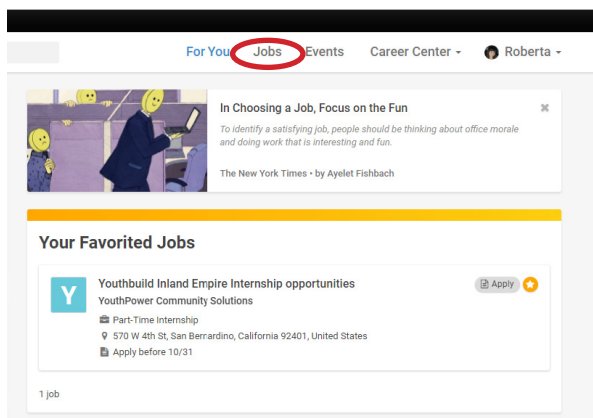 For You Jobs Events Career Center Roberta
In Choosing a Job, Focus on the Fun
To identify a satisfying job, people should be thinking about office morale
and doing work that is interesting and fun.
The New York Times • by Ayelet Fishbach
Your Favorited Jobs
Y
Youthbuild Inland Empire Internship opportunities
Apply
YouthPower Community Solutions
Part-Time Internship
570 W 4th St, San Bernardino, California 92401, United States
Apply before 10/31
1 job